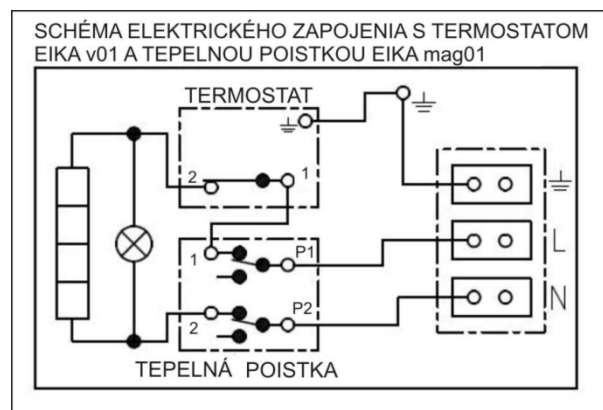 SCHÉMA ELEKTRICKÉHO ZAPOJENIA S TERMOSTATOM
EIKA v01 A TEPELNOU POISTKOU EIKA mag01
TERMOSTAT
2 1
1 P1
L
2 P2
N
TEPELNÁ POISTKA